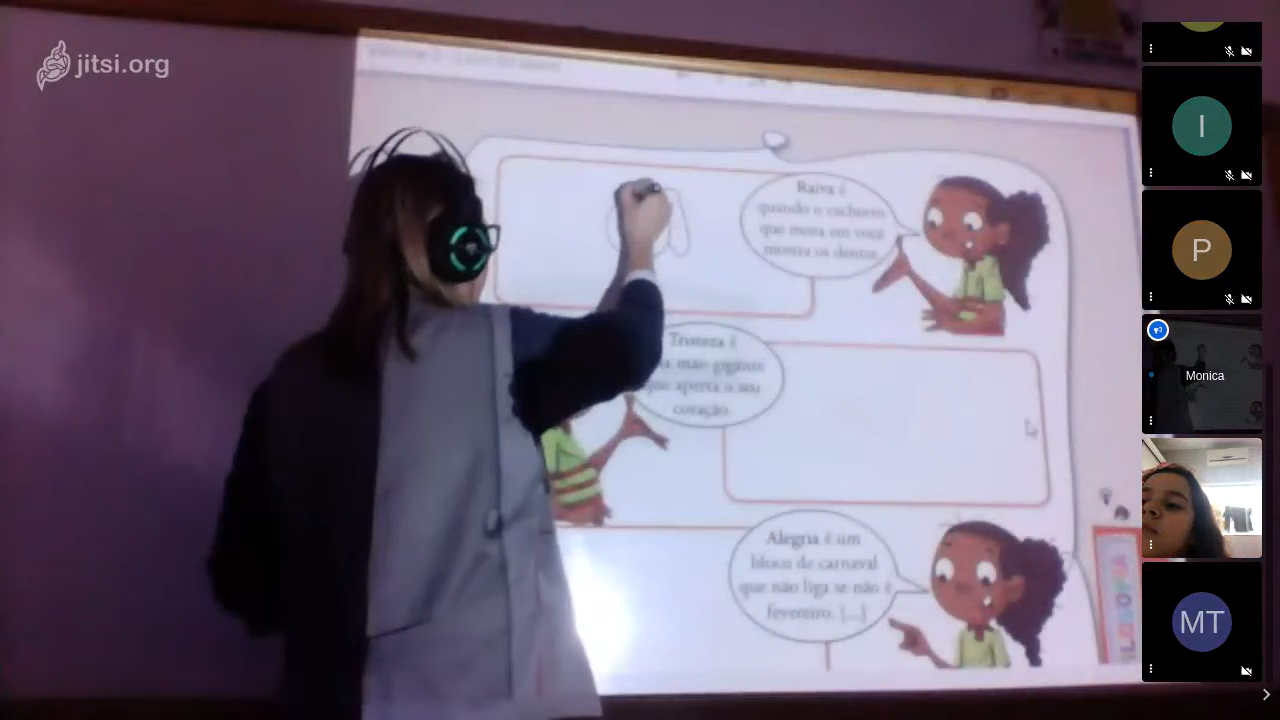 jitsi.org
Raiva é
quando o cachorro
que mora em você
mostra os dentes.
Tristeza é
mão gigante
que aperta o seu
coração.
Alegria é um
bloco de carnaval
que não liga se não é
fevereiro. [...]
I
P
Monica
MT